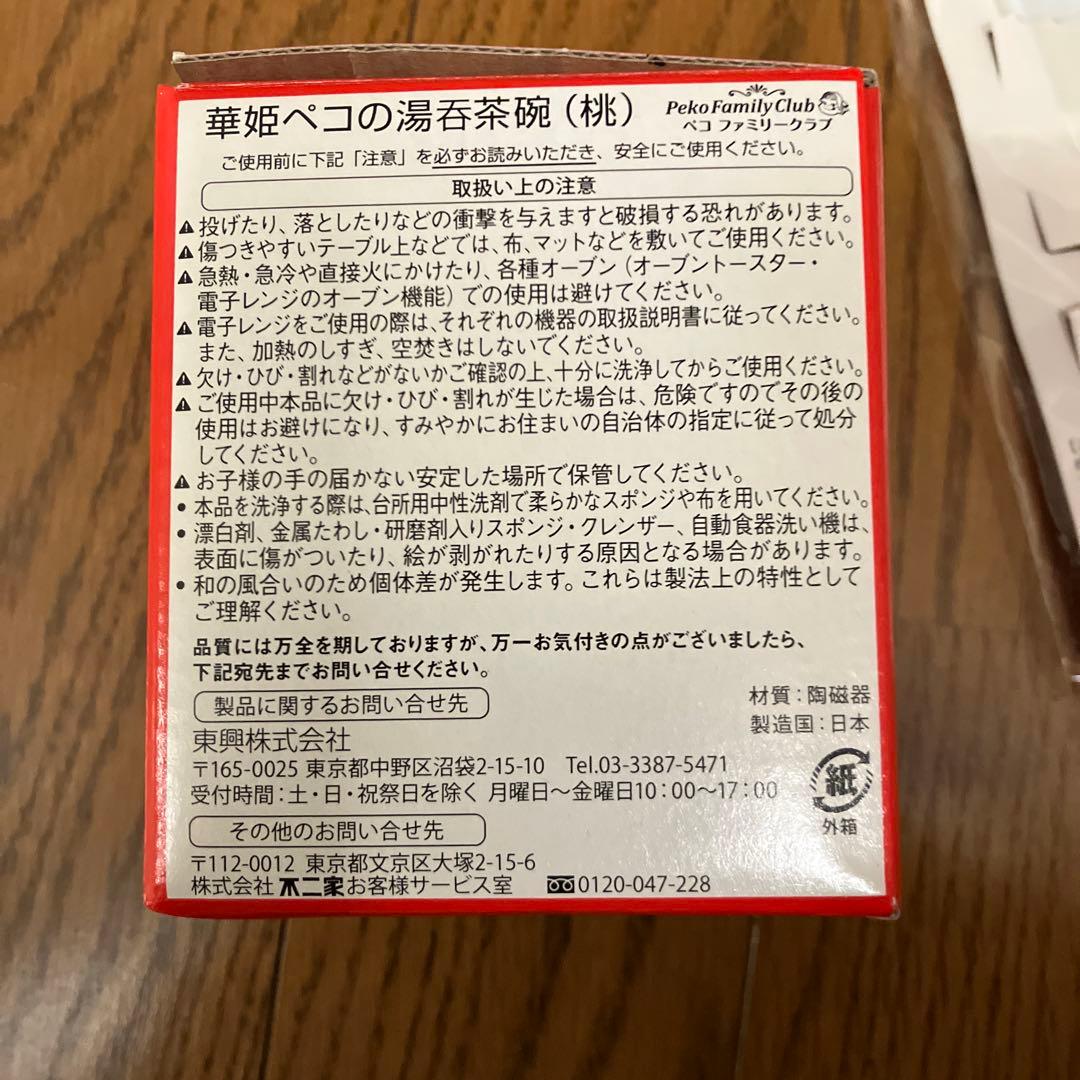 華姫ペコの湯呑茶碗（桃） Peko Family Club
ペコ ファミリークラブ
ご使用前に下記「注意」を必ずお読みいただき、安全にご使用ください。
取扱い上の注意
投げたり、落としたりなどの衝撃を与えますと破損する恐れがあります。
傷つきやすいテーブル上などでは、布、マットなどを敷いてご使用ください。
急熱・急冷や直接火にかけたり、各種オーブン（オーブントースター・
電子レンジのオーブン機能）での使用は避けてください。
電子レンジをご使用の際は、それぞれの機器の取扱説明書に従ってください。
また、加熱のしすぎ、空焚きはしないでください。
欠け・ひび・割れなどがないかご確認の上、十分に洗浄してからご使用ください。
ご使用中本品に欠け・ひび・割れが生じた場合は、危険ですのでその後の
使用はお避けになり、すみやかにお住まいの自治体の指定に従って処分
してください。
お子様の手の届かない安定した場所で保管してください。
・本品を洗浄する際は、台所用中性洗剤で柔らかなスポンジや布を用いてください。
・漂白剤、金属たわし・研磨剤入りスポンジ・クレンザー、自動食器洗い機は、
表面に傷がついたり、絵が剥がれたりする原因となる場合があります。
・和の風合いのため個体差が発生します。これらは製法上の特性として
ご理解ください。
品質には万全を期しておりますが、万一お気付きの点がございましたら、
下記宛先までお問い合せください。
製品に関するお問い合せ先
材質：陶磁器
製造国：日本
東興株式会社
〒165-0025 東京都中野区沼袋2-15-10 Tel.03-3387-5471
受付時間：土・日・祝祭日を除く 月曜日～金曜日10：00～17：00
紙
外箱
その他のお問い合せ先
〒112-0012 東京都文京区大塚2-15-6
株式会社 不二家お客様サービス室 0120-047-228